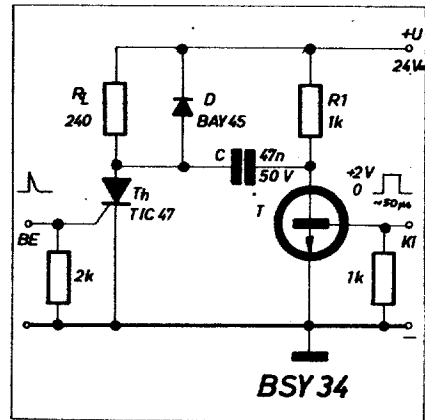 +U
24V=
RL
240
D
BAY45
R1
1k
C
47n
50 V
Th
TIC 47
T
+2V
0
~50μs
BE
KI
2k
1k
−
BSY 34